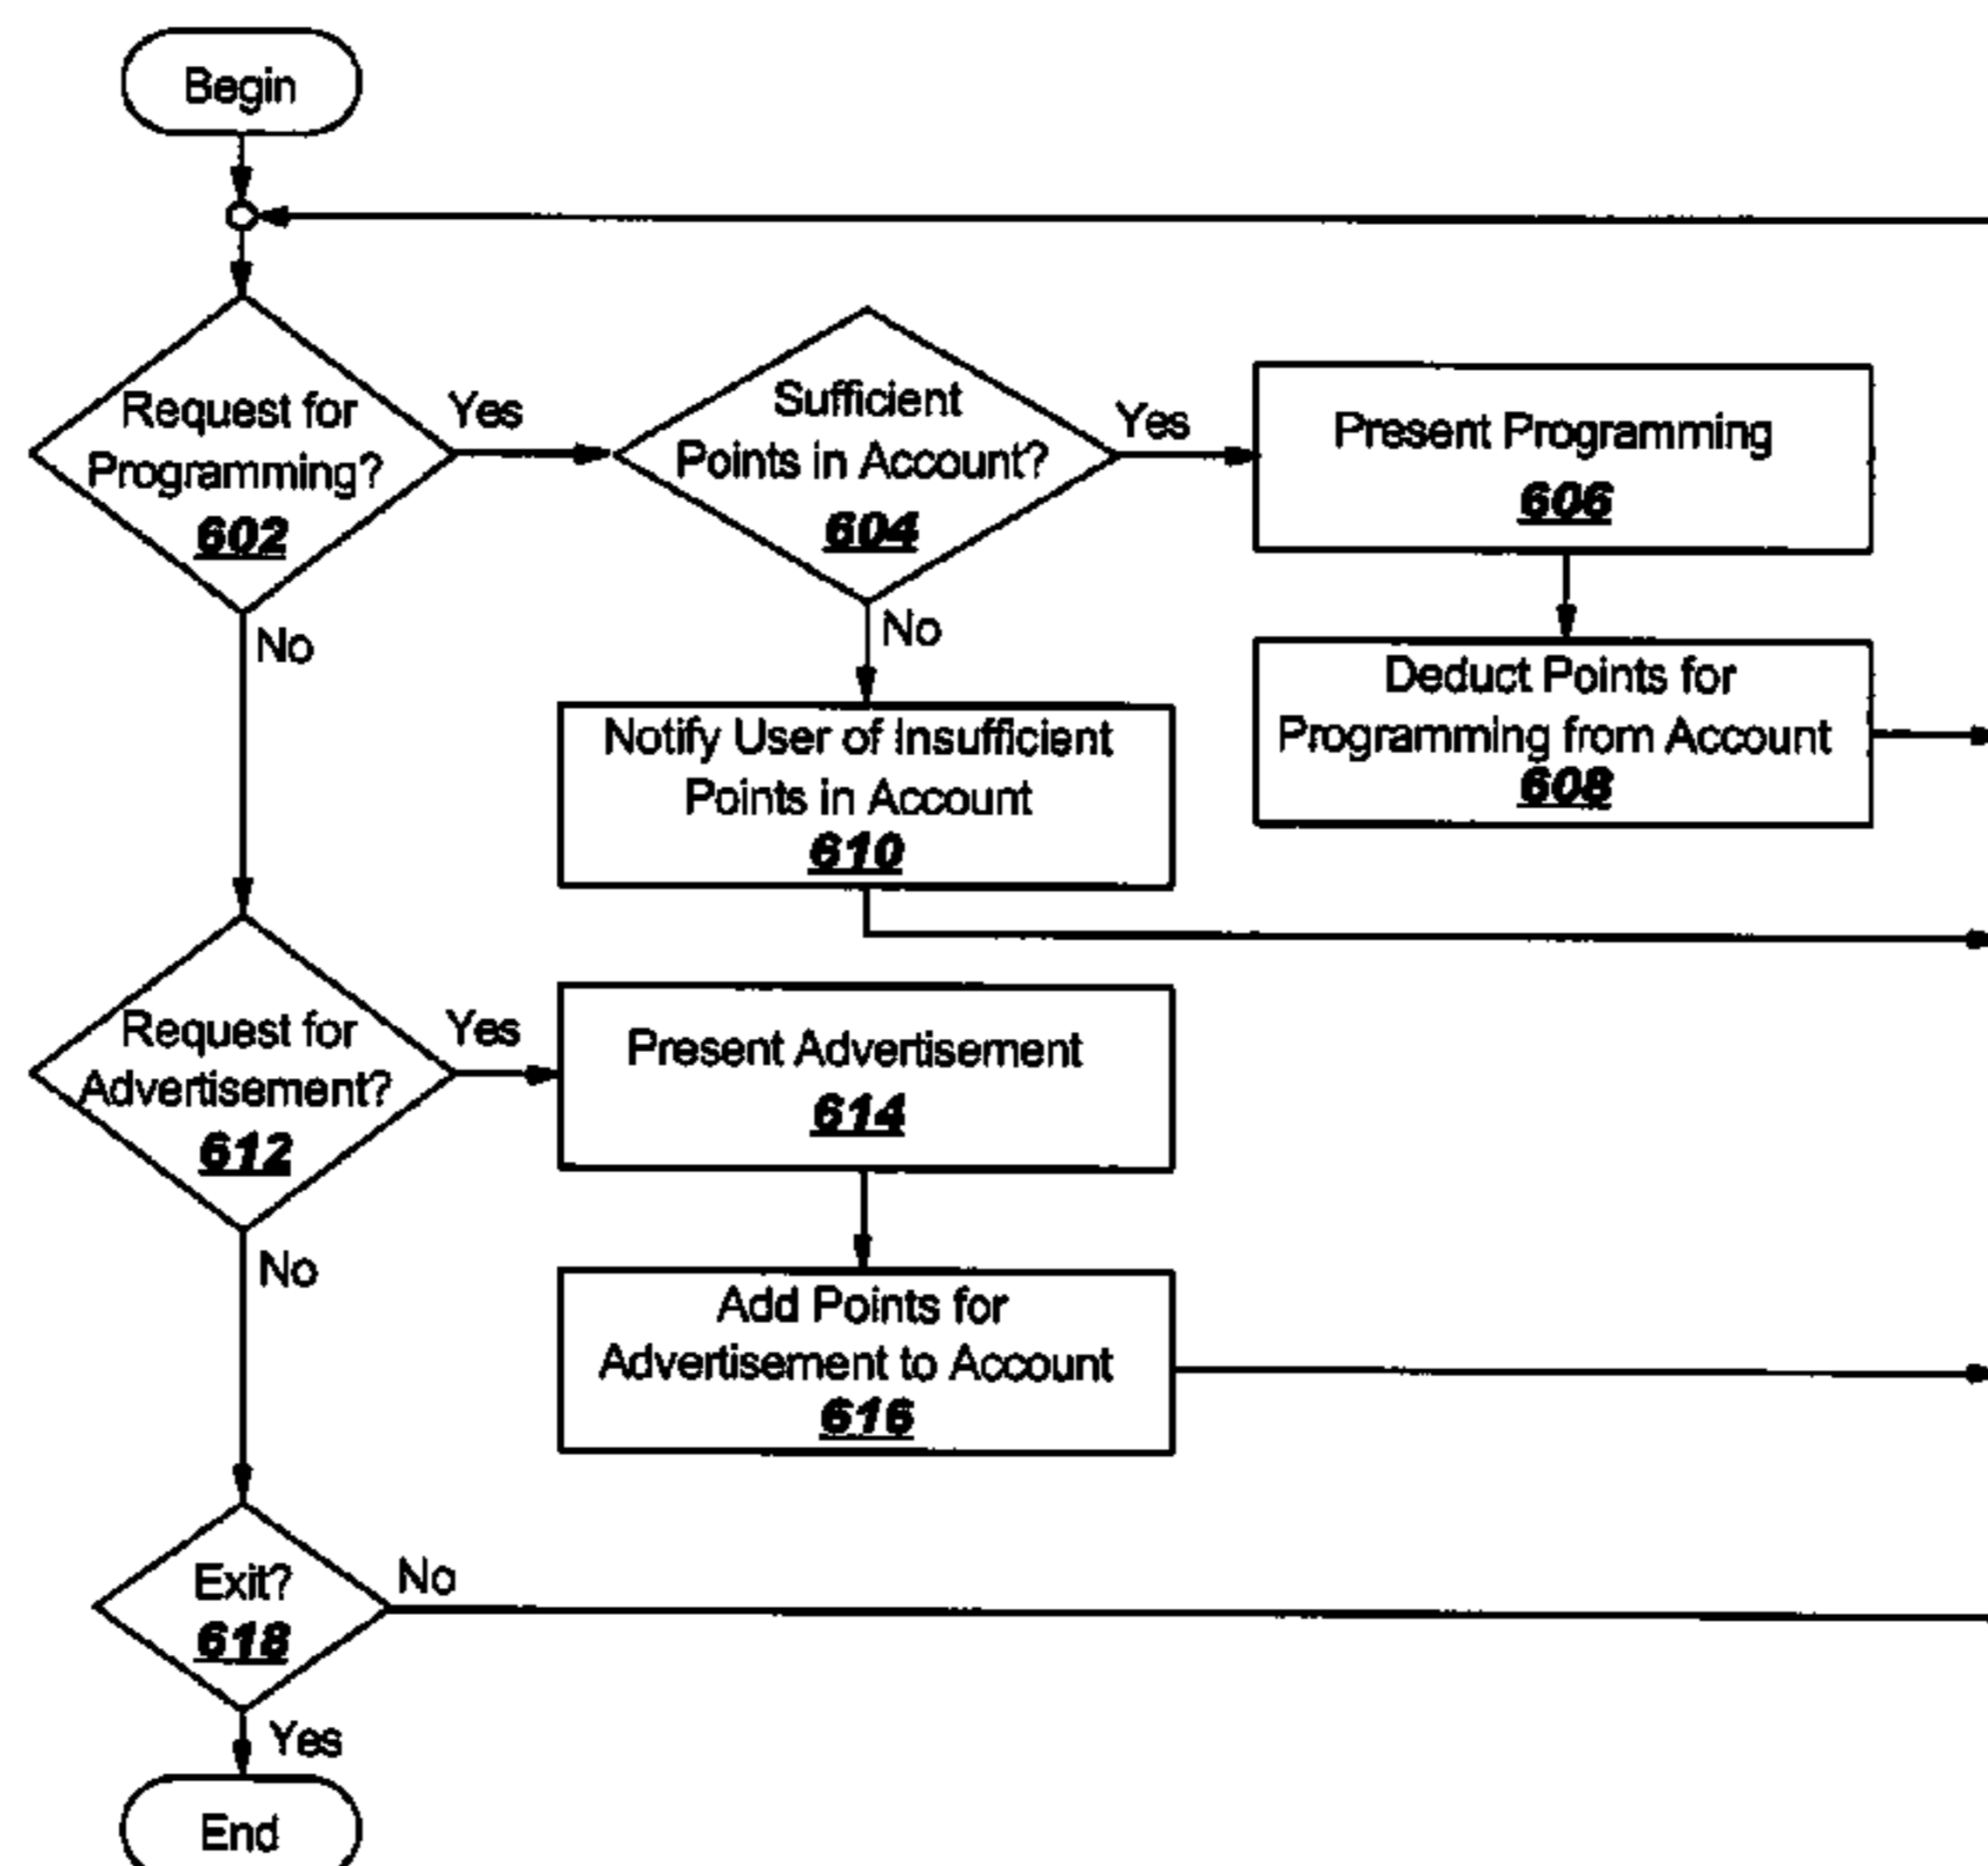 Begin
Request for
Programming?
602
Yes
No
Sufficient
Points in Account?
604
Yes
No
Present Programming
606
Deduct Points for
Programming from Account
608
Notify User of Insufficient
Points in Account
610
Request for
Advertisement?
612
Yes
No
Present Advertisement
614
Add Points for
Advertisement to Account
616
Exit?
618
No
Yes
End